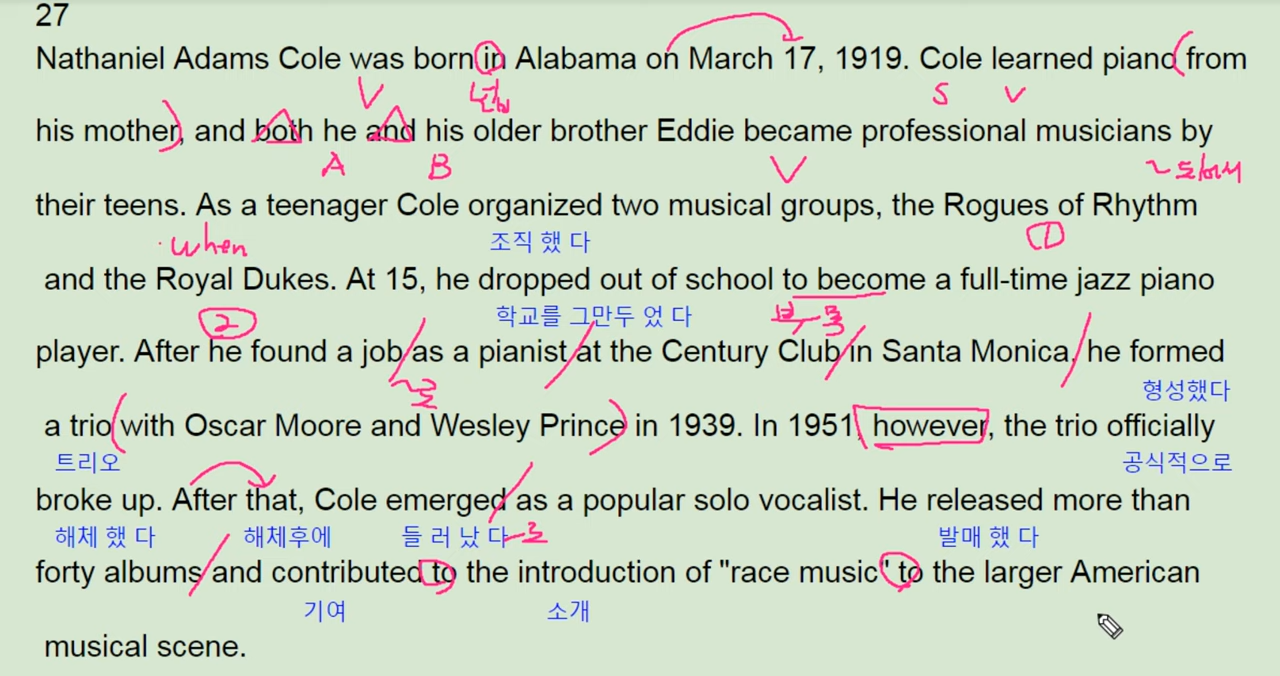 27
Nathaniel Adams Cole was born in Alabama on March 17, 1919. Cole learned piano (from
V S V
his mother), and both he and his older brother Eddie became professional musicians by
A B V
their teens. As a teenager Cole organized two musical groups, the Rogues of Rhythm
when 조직 했 다 1
and the Royal Dukes. At 15, he dropped out of school to become a full-time jazz piano
2 학교를 그만두 었 다 부 목
player. After he found a job/as a pianist/at the Century Club/in Santa Monica,/he formed
~로 형성했다
a trio(with Oscar Moore and Wesley Prince) in 1939. In 1951, however, the trio officially
트리오 공식적으로
broke up. After that, Cole emerged/as a popular solo vocalist. He released more than
해체 했 다 해체후에 들 러 났 다 ~로 발매 했 다
forty albums/and contributed to the introduction of "race music" to the larger American
기여 소개
musical scene.